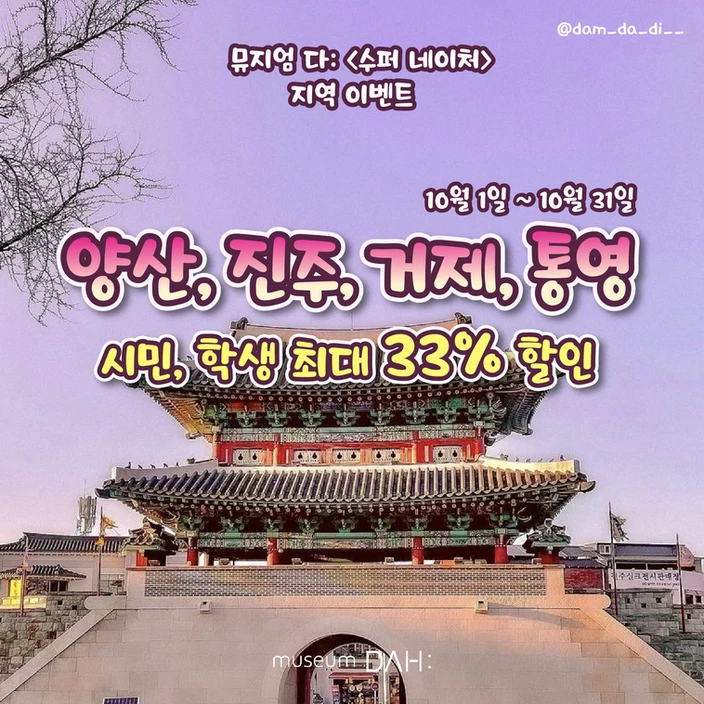 @dam_da_di__
뮤지엄 다: <수퍼 네이처>
지역 이벤트
10월 1일 ~ 10월 31일
양산, 진주, 거제, 통영
시민, 학생 최대 33% 할인
museum DAH: